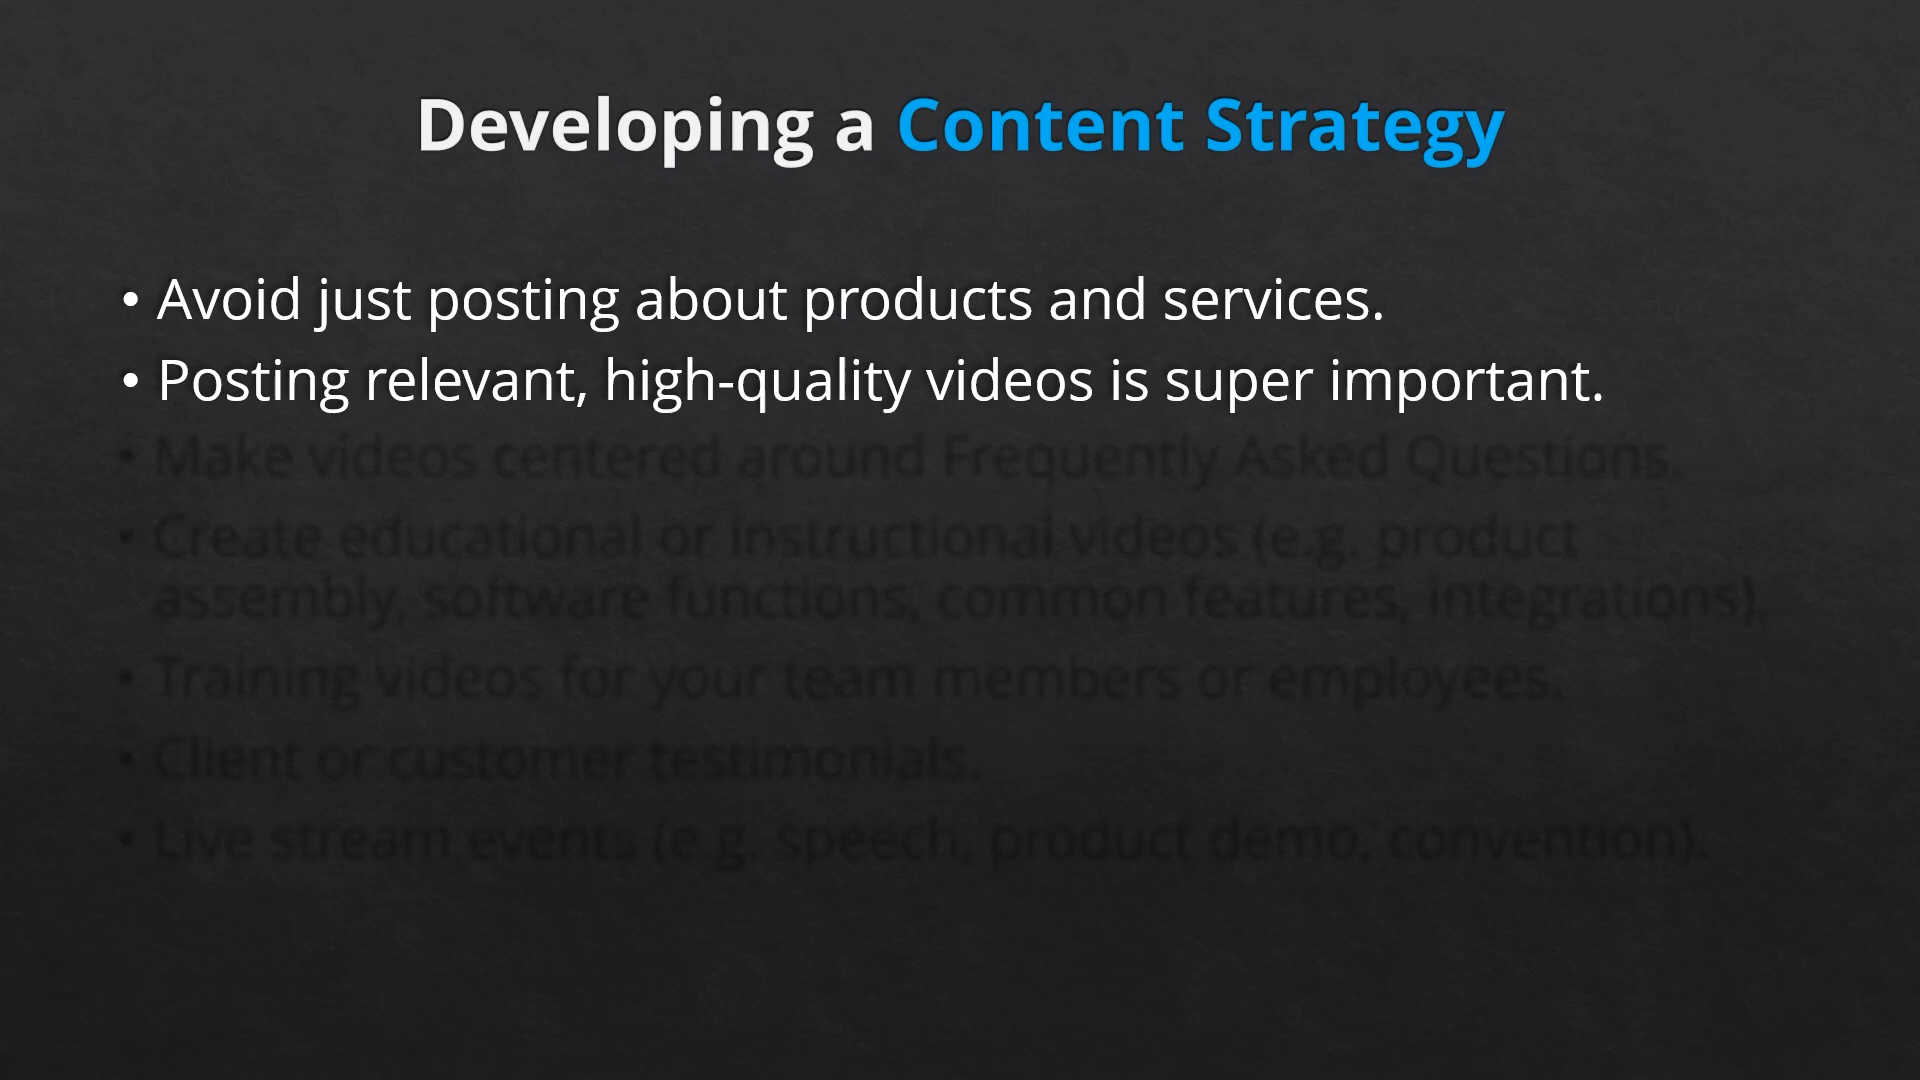 Developing a Content Strategy
• Avoid just posting about products and services.
• Posting relevant, high-quality videos is super important.
• Make videos centered around Frequently Asked Questions.
• Create educational or instructional videos (e.g. product
assembly, software functions, common features, integrations).
• Training videos for your team members or employees.
• Client or customer testimonials.
• Live stream events (e.g. speech, product demo, convention).